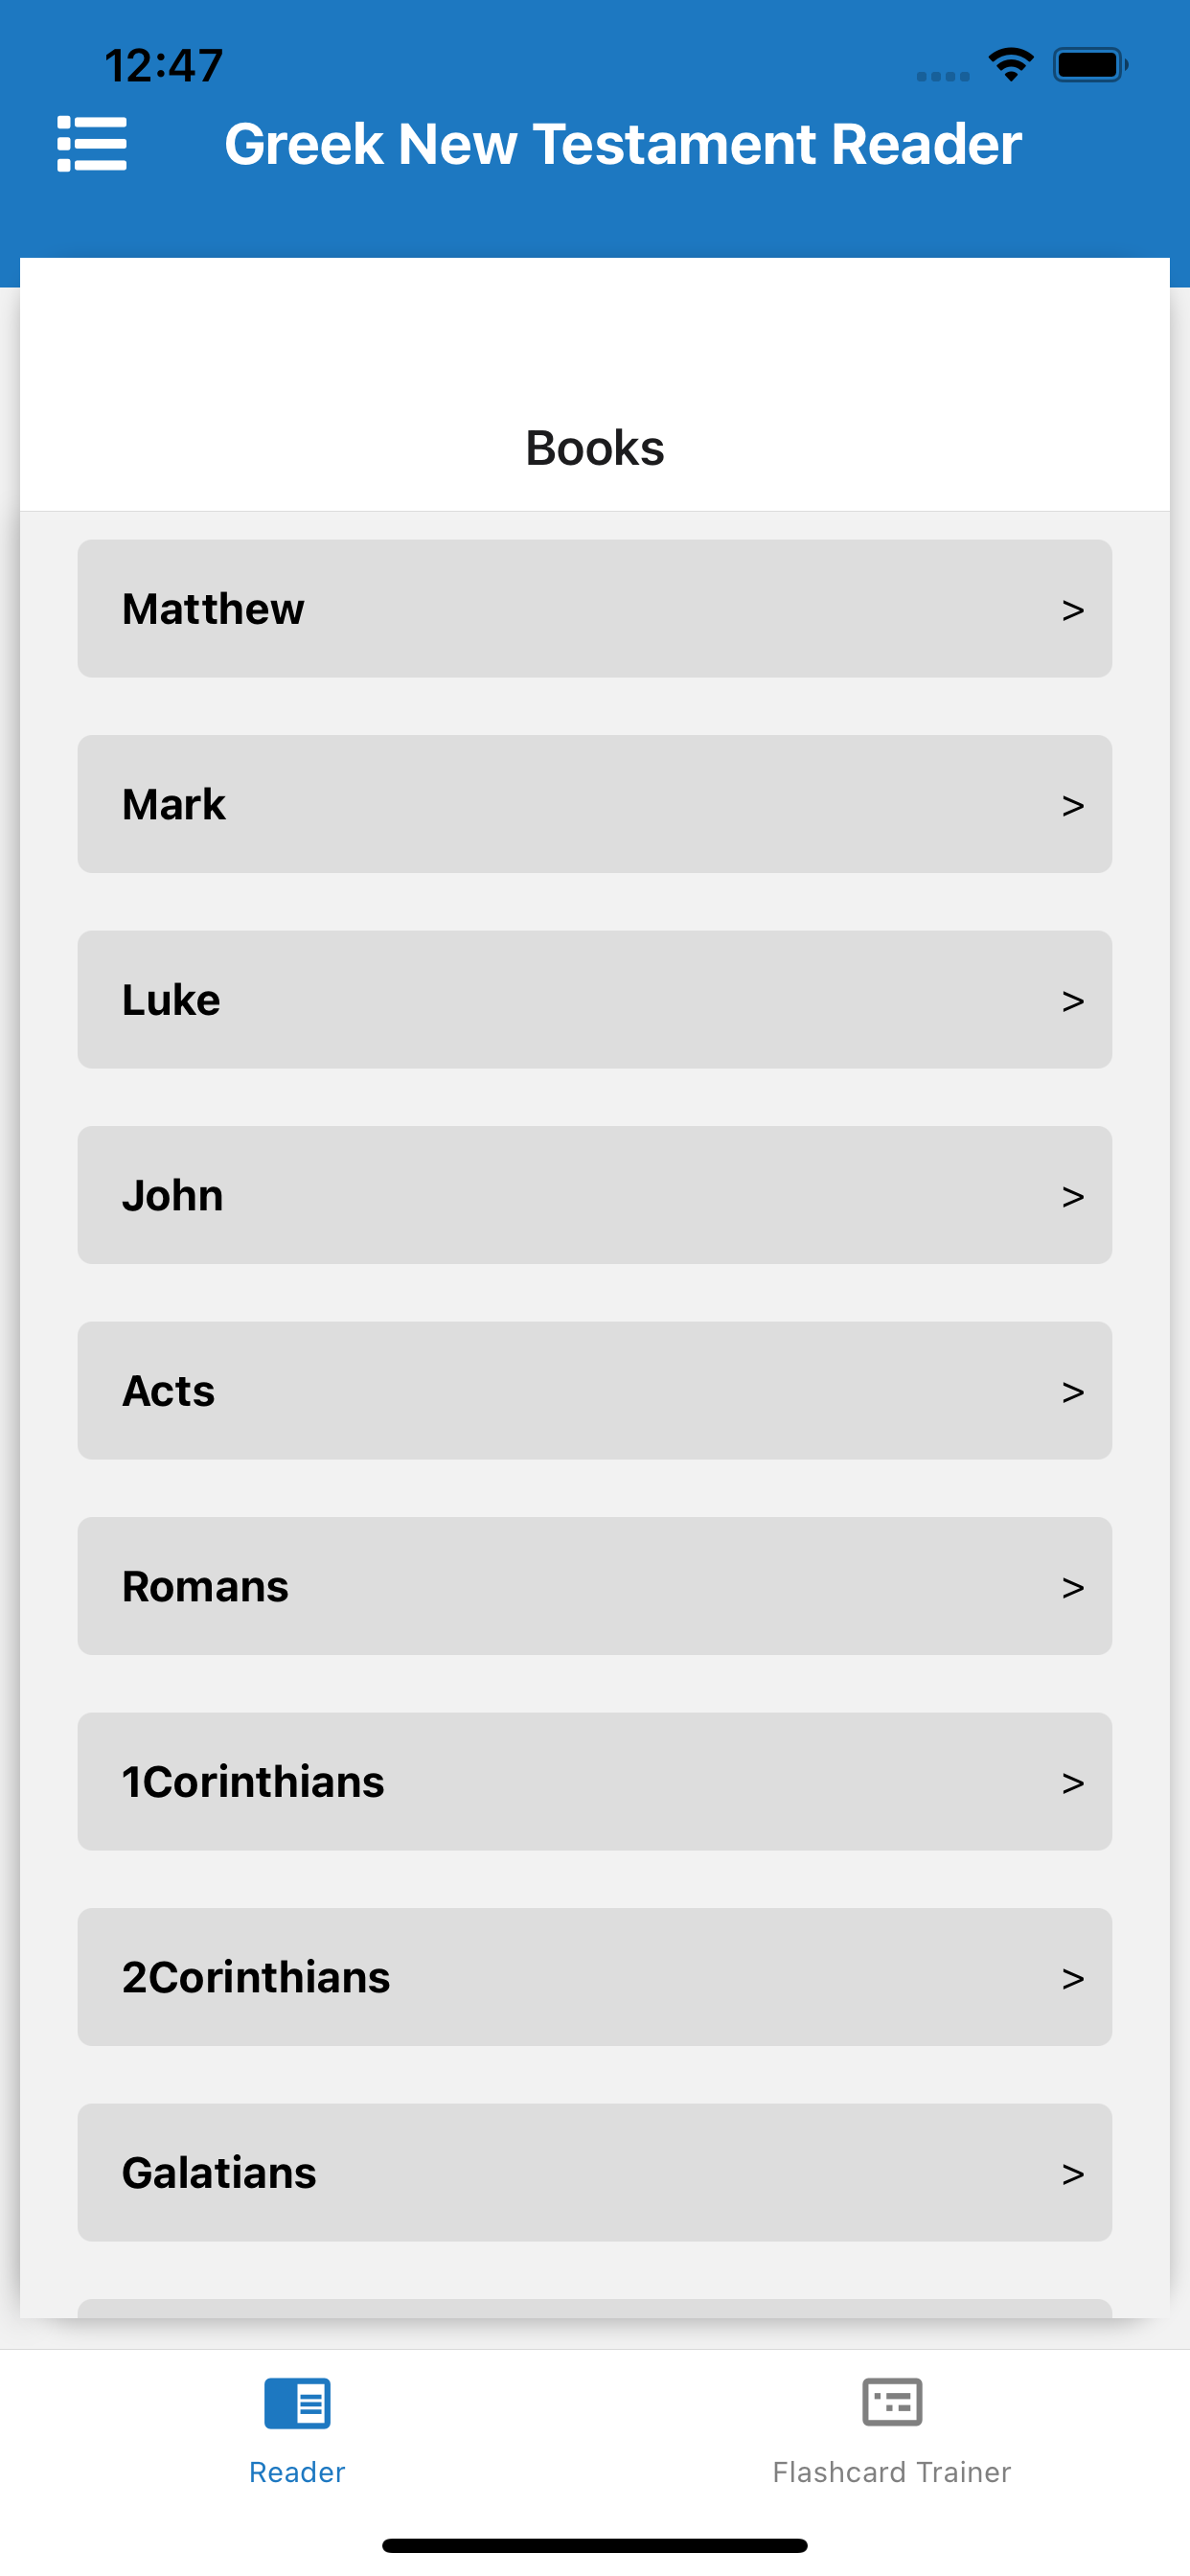 12:47
Greek New Testament Reader
Books
Matthew >
Mark >
Luke >
John >
Acts >
Romans >
1Corinthians >
2Corinthians >
Galatians >
Reader
Flashcard Trainer